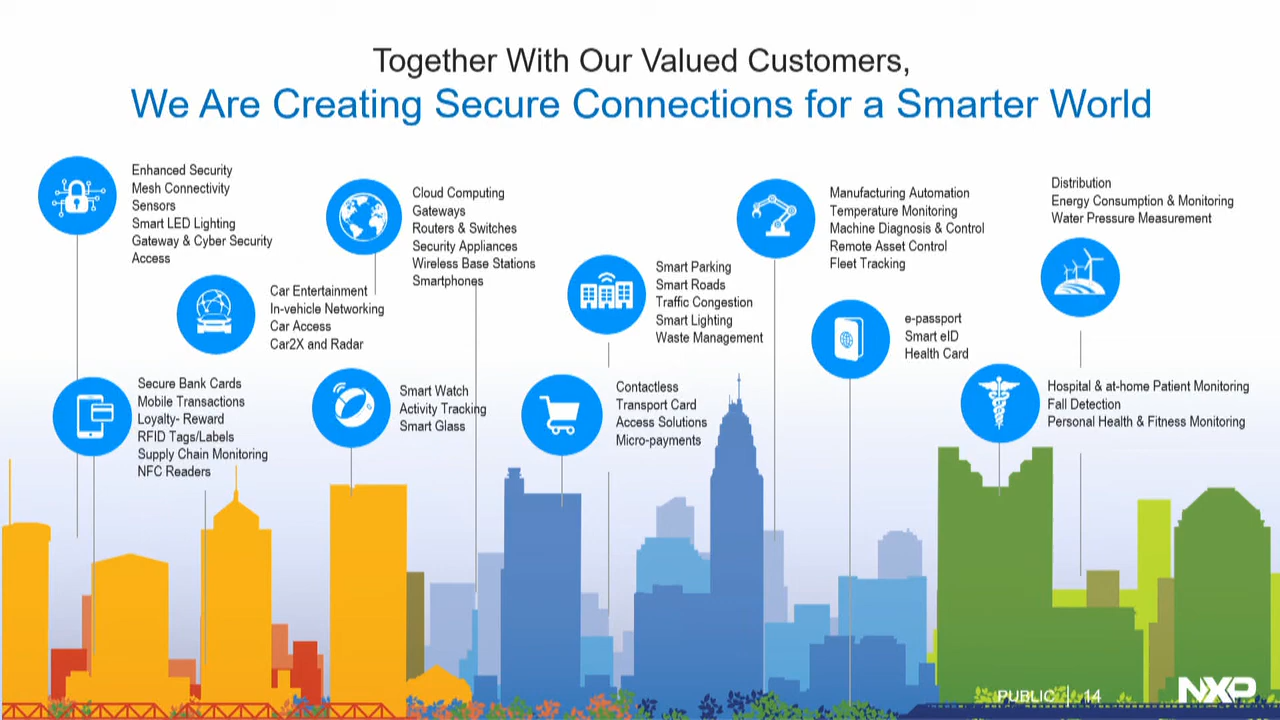 Together With Our Valued Customers,
We Are Creating Secure Connections for a Smarter World
Enhanced Security
Mesh Connectivity
Sensors
Smart LED Lighting
Gateway & Cyber Security
Access
Car Entertainment
In-vehicle Networking
Car Access
Car2X and Radar
Cloud Computing
Gateways
Routers & Switches
Security Appliances
Wireless Base Stations
Smartphones
Smart Parking
Smart Roads
Traffic Congestion
Smart Lighting
Waste Management
Manufacturing Automation
Temperature Monitoring
Machine Diagnosis & Control
Remote Asset Control
Fleet Tracking
Distribution
Energy Consumption & Monitoring
Water Pressure Measurement
e-passport
Smart eID
Health Card
Secure Bank Cards
Mobile Transactions
Loyalty- Reward
RFID Tags/Labels
Supply Chain Monitoring
NFC Readers
Smart Watch
Activity Tracking
Smart Glass
Contactless
Transport Card
Access Solutions
Micro-payments
Hospital & at-home Patient Monitoring
Fall Detection
Personal Health & Fitness Monitoring
PUBLIC | 14
NXP